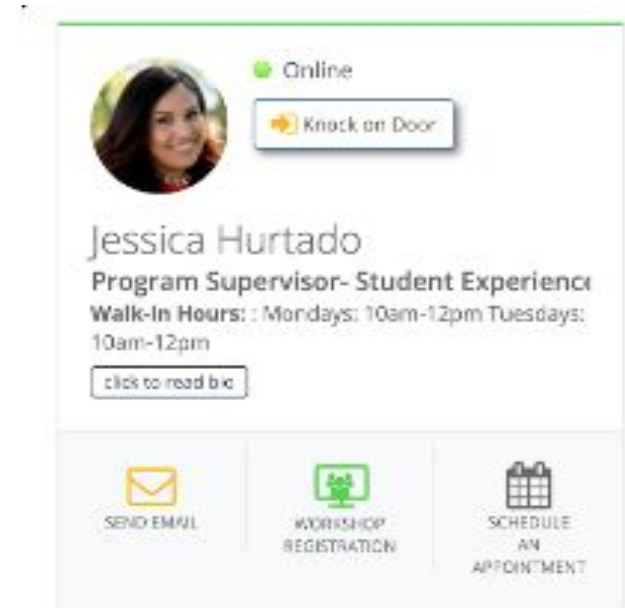 Online
Knock on Door
Jessica Hurtado
Program Supervisor- Student Experience
Walk-In Hours: : Mondays: 10am-12pm Tuesdays:
10am-12pm
click to read bio
SEND EMAIL
WORKSHOP
REGISTRATION
SCHEDULE
AN
APPOINTMENT